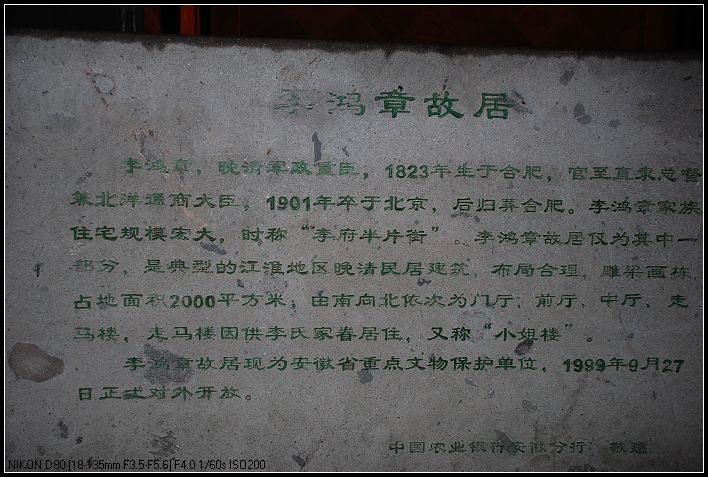 李鸿章故居
李鸿章，晚清军政重臣，1823年生于合肥，官至直隶总督
兼北洋通商大臣，1901年卒于北京，后归葬合肥。李鸿章家族
住宅规模宏大，时称“李府半片街”。李鸿章故居仅为其中一
部分，是典型的江淮地区晚清民居建筑，布局合理，雕梁画栋，
占地面积2000平方米；由南向北依次为门厅、前厅、中厅、走
马楼，走马楼因供李氏家眷居住，又称“小姐楼”。
李鸿章故居现为安徽省重点文物保护单位，1999年9月27
日正式对外开放。
中国农业银行安徽分行 敬赠
NIKON D80 [18-135mm F3.5-F5.6] F4.0 1/60s ISO200